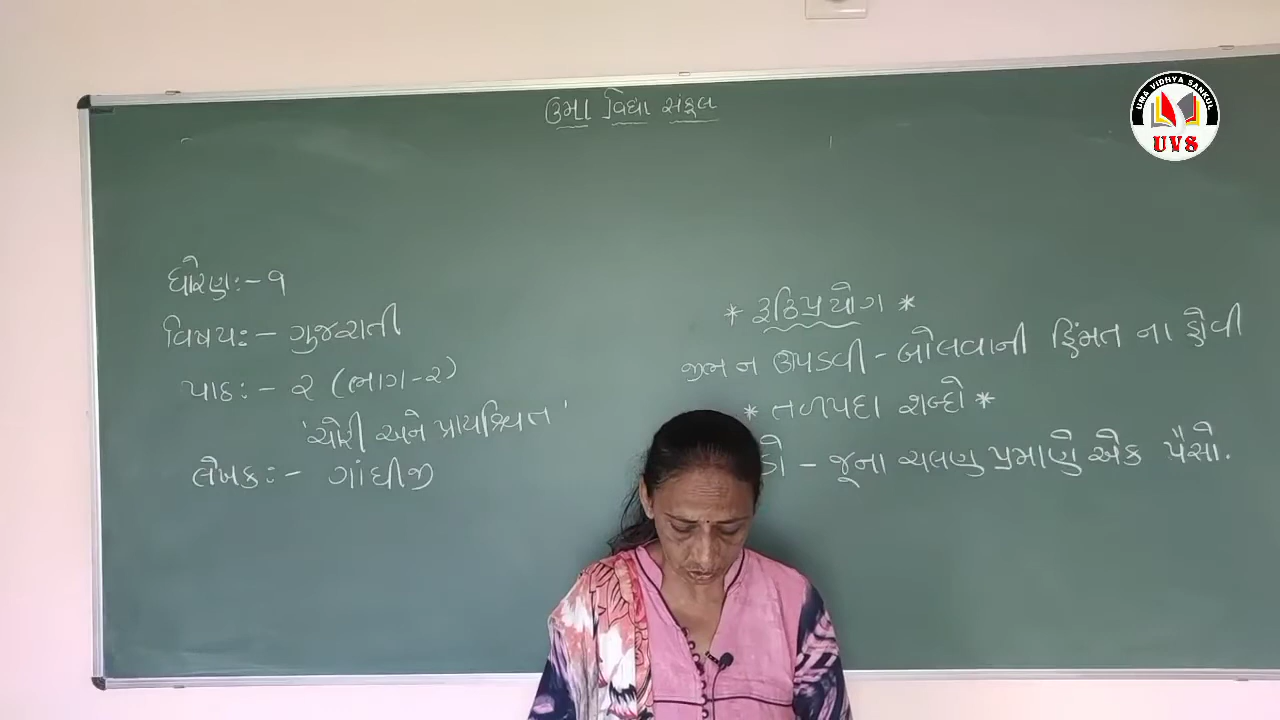 ઉમા વિદ્યા સંકુલ
UMA VIDHYA SANKUL
UVS
ધોરણઃ- ૧
વિષયઃ- ગુજરાતી
પાઠઃ- ૨ (ભાગ-૨)
'ચોરી અને પ્રાયશ્ચિત'
લેખકઃ- ગાંધીજી
* રુઢિપ્રયોગ *
જીભ ન ઊપડવી - બોલવાની હિંમત ના હોવી
* તળપદા શબ્દો *
ડો - જૂના ચલણ પ્રમાણે એક પૈસો.